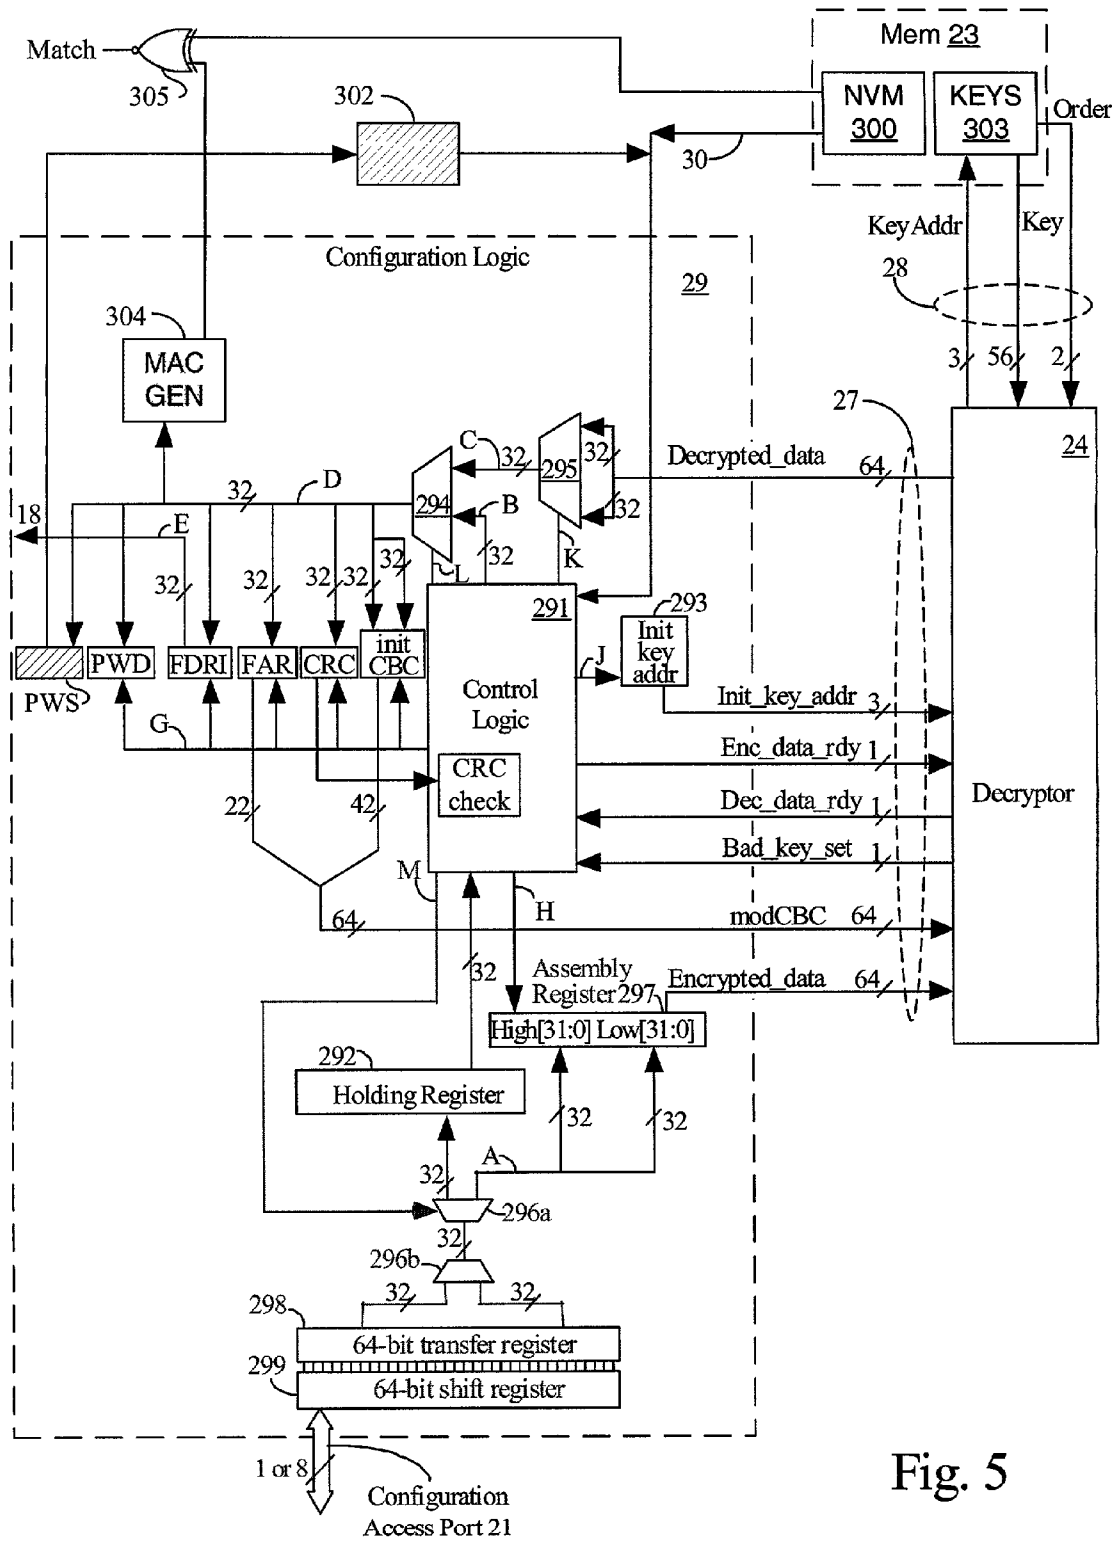 Match
305
302
Mem 23
NVM
300
KEYS
303
Order
30
KeyAddr
Key
28
3
56
2
Configuration Logic
29
304
MAC
GEN
27
24
C
32
295
32
32
Decrypted_data
64
294
B
32
L
K
32
D
18
E
32
32
32
32
32
291
293
Init
key
addr
J
PWS
PWD
FDRI
FAR
CRC
init
CBC
G
Control
Logic
CRC
check
Init_key_addr 3
Enc_data_rdy 1
Dec_data_rdy 1
Bad_key_set 1
Decryptor
22
42
M
H
64
modCBC 64
32
Assembly
Register 297
Encrypted_data 64
High[31:0] Low[31:0]
292
Holding Register
32
32
A
32
296a
32
296b
32
32
298
64-bit transfer register
299
64-bit shift register
1 or 8
Configuration
Access Port 21
Fig. 5